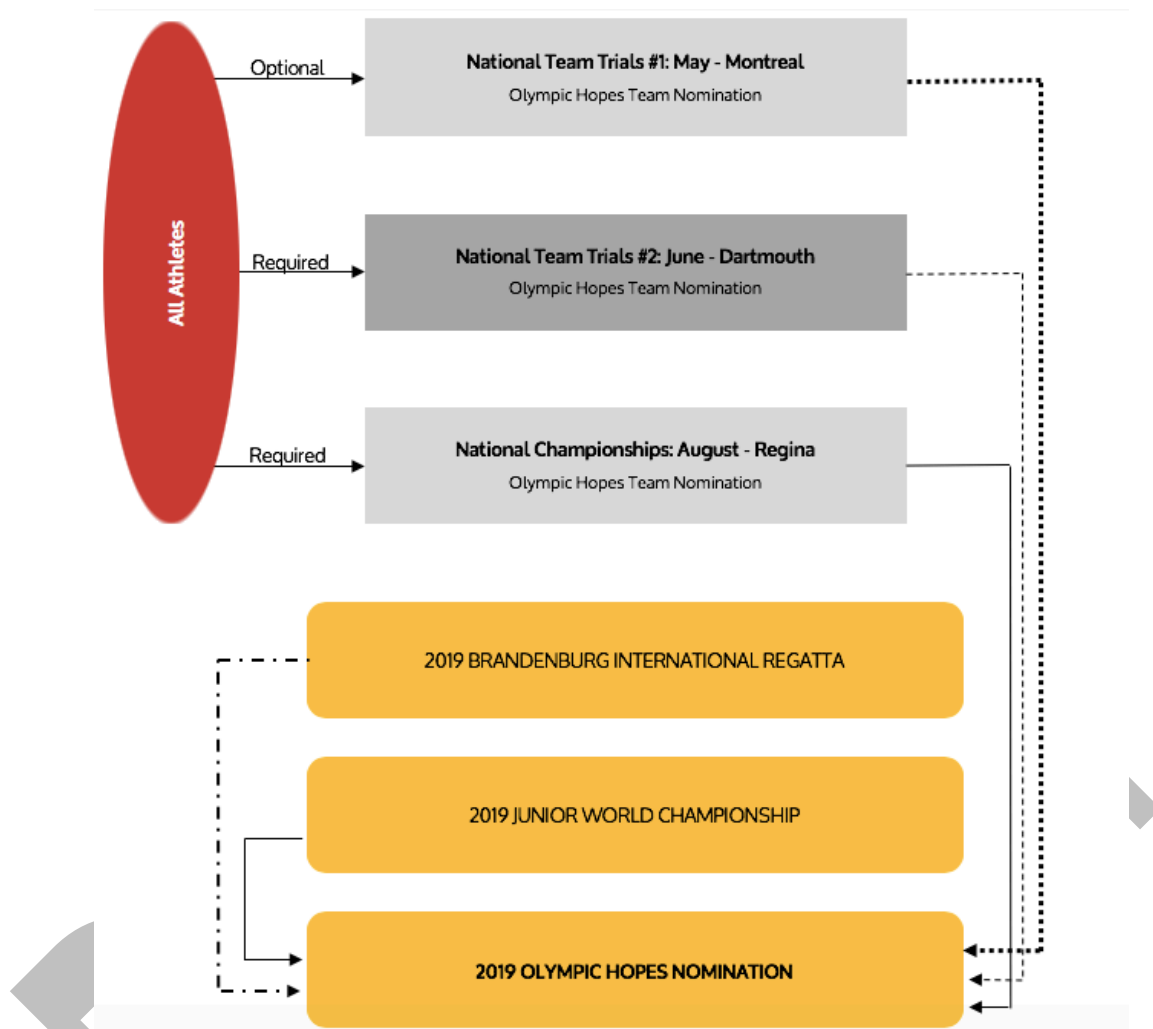 All Athletes
Optional
National Team Trials #1: May - Montreal
Olympic Hopes Team Nomination
Required
National Team Trials #2: June - Dartmouth
Olympic Hopes Team Nomination
Required
National Championships: August - Regina
Olympic Hopes Team Nomination
2019 BRANDENBURG INTERNATIONAL REGATTA
2019 JUNIOR WORLD CHAMPIONSHIP
2019 OLYMPIC HOPES NOMINATION